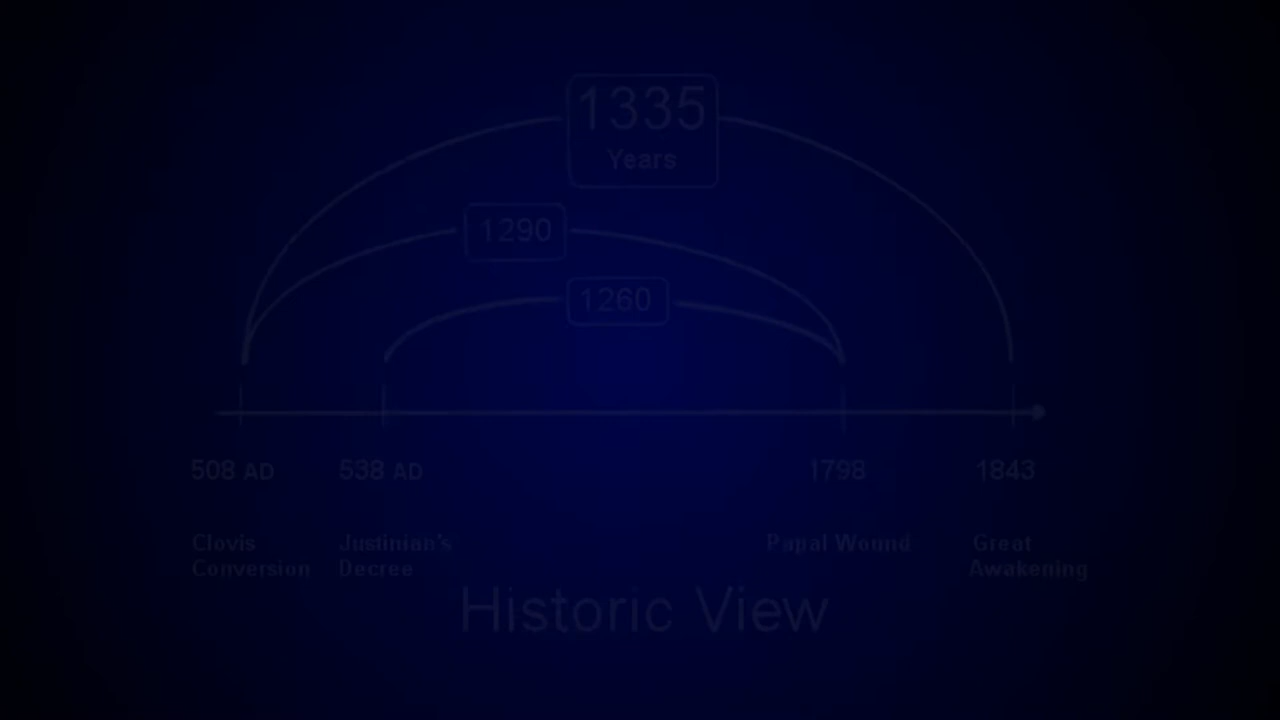 1335
Years
1290
1260
508 AD 538 AD 1798 1843
Clovis Justinian's Papal Wound Great
Conversion Decree Awakening
Historic View